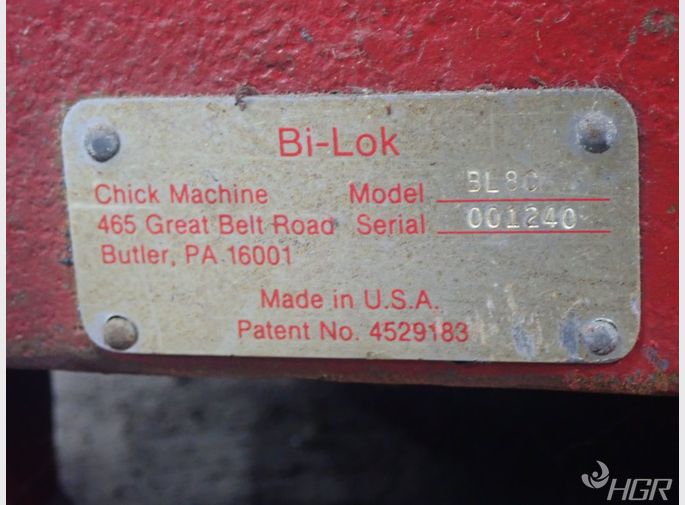 Bi-Lok
Chick Machine Model BL80
465 Great Belt Road Serial 001240
Butler, PA 16001
Made in U.S.A.
Patent No. 4529183
HGR